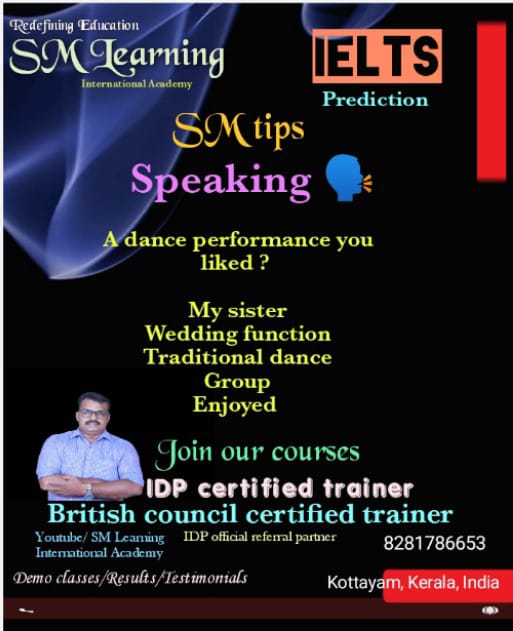 Redefining Education
SM Learning
International Academy
IELTS
Prediction
SM tips
Speaking
A dance performance you
liked ?
My sister
Wedding function
Traditional dance
Group
Enjoyed
Join our courses
IDP certified trainer
British council certified trainer
Youtube/ SM Learning
International Academy
IDP official referral partner
8281786653
Demo classes/Results/Testimonials
Kottayam, Kerala, India